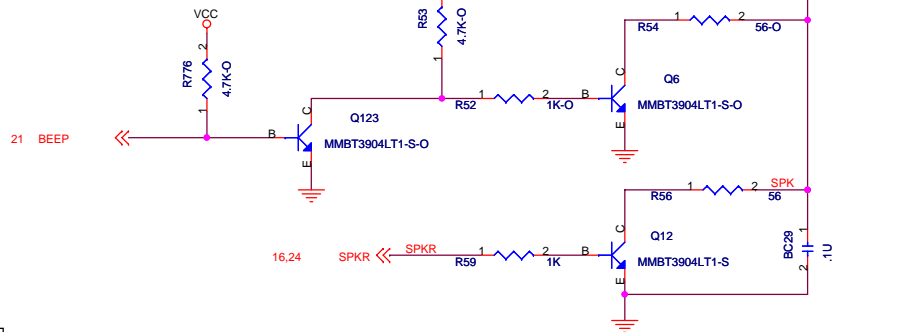 VCC
R53
4.7K-O
1
R54
1
2
56-O
2
R776
4.7K-O
1
C
Q6
R52
1
2
1K-O
B
MMBT3904LT1-S-O
E
C
Q123
21 BEEP
B
MMBT3904LT1-S-O
E
1
2
SPK
R56
56
C
Q12
1
BC29
.1U
2
16,24
SPKR
SPKR
R59
1
2
1K
B
MMBT3904LT1-S
E